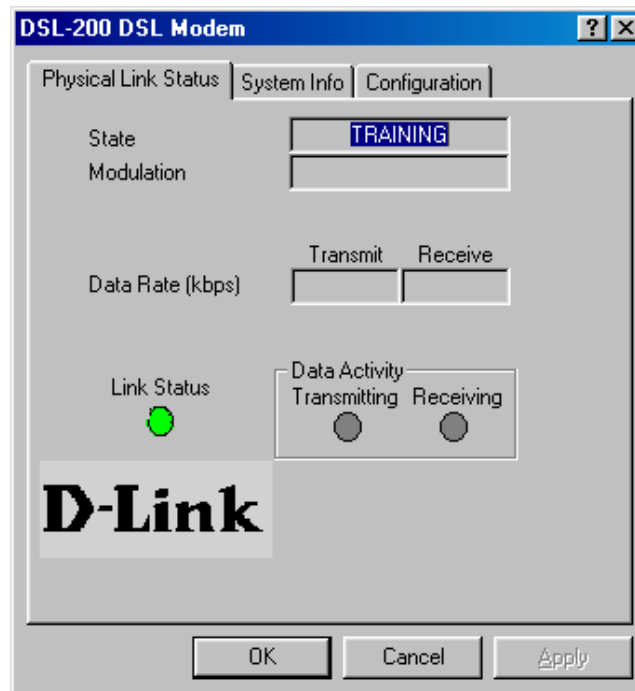 DSL-200 DSL Modem
Physical Link Status System Info Configuration
State TRAINING
Modulation
Transmit Receive
Data Rate (kbps)
Data Activity
Link Status Transmitting Receiving
D-Link
OK Cancel Apply